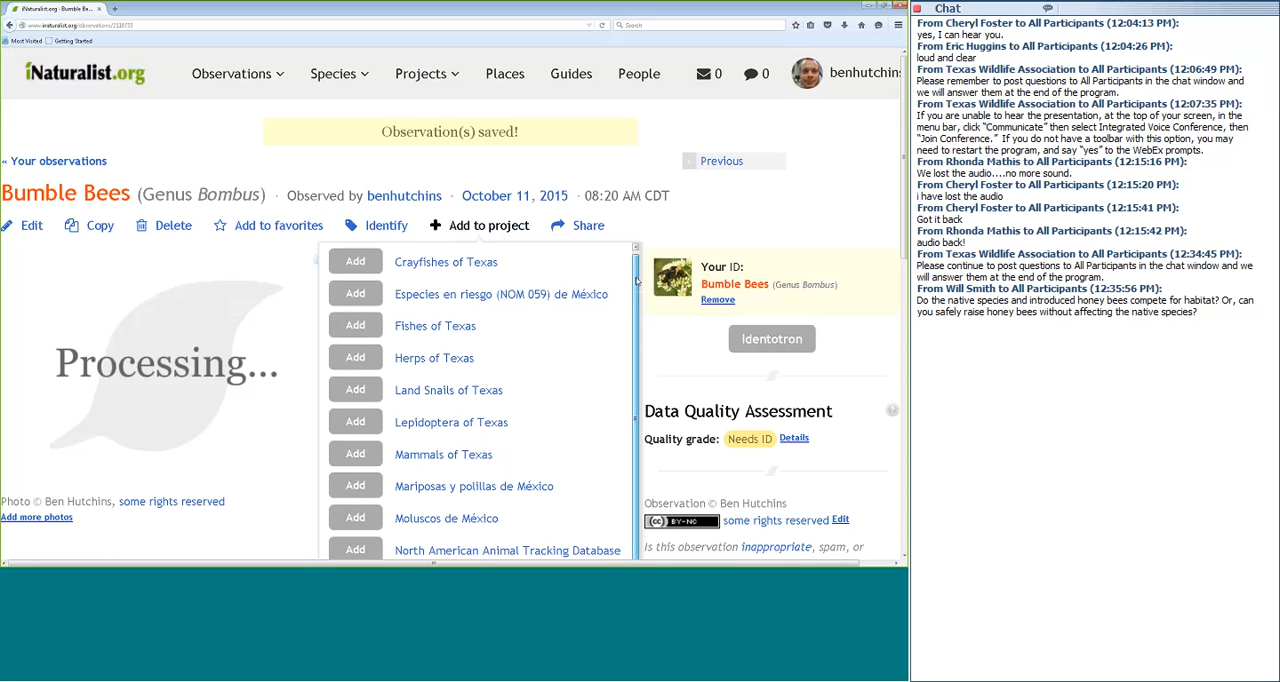 iNaturalist.org - Bumble Be...
www.inaturalist.org/observations/2110755
Search
Most Visited Getting Started
iNaturalist.org Observations Species Projects Places Guides People 0 0 benhutchins
Observation(s) saved!
« Your observations
Previous
Bumble Bees (Genus Bombus) · Observed by benhutchins · October 11, 2015 · 08:20 AM CDT
Edit Copy Delete Add to favorites Identify Add to project Share
Add Crayfishes of Texas
Add Especies en riesgo (NOM 059) de México
Add Fishes of Texas
Add Herps of Texas
Add Land Snails of Texas
Add Lepidoptera of Texas
Add Mammals of Texas
Add Mariposas y polillas de México
Add Moluscos de México
Add North American Animal Tracking Database
Processing...
Photo © Ben Hutchins, some rights reserved
Add more photos
Your ID:
Bumble Bees (Genus Bombus)
Remove
Identotron
Data Quality Assessment
Quality grade: Needs ID Details
Observation © Ben Hutchins
(cc) BY-NC some rights reserved Edit
Is this observation inappropriate, spam, or
Chat
From Cheryl Foster to All Participants (12:04:13 PM):
yes, I can hear you.
From Eric Huggins to All Participants (12:04:26 PM):
loud and clear
From Texas Wildlife Association to All Participants (12:06:49 PM):
Please remember to post questions to All Participants in the chat window and
we will answer them at the end of the program.
From Texas Wildlife Association to All Participants (12:07:35 PM):
If you are unable to hear the presentation, at the top of your screen, in the
menu bar, click "Communicate" then select Integrated Voice Conference, then
"Join Conference." If you do not have a toolbar with this option, you may
need to restart the program, and say "yes" to the WebEx prompts.
From Rhonda Mathis to All Participants (12:15:16 PM):
We lost the audio....no more sound.
From Cheryl Foster to All Participants (12:15:20 PM):
i have lost the audio
From Cheryl Foster to All Participants (12:15:41 PM):
Got it back
From Rhonda Mathis to All Participants (12:15:42 PM):
audio back!
From Texas Wildlife Association to All Participants (12:34:45 PM):
Please continue to post questions to All Participants in the chat window and we
will answer them at the end of the program.
From Will Smith to All Participants (12:35:56 PM):
Do the native species and introduced honey bees compete for habitat? Or, can
you safely raise honey bees without affecting the native species?